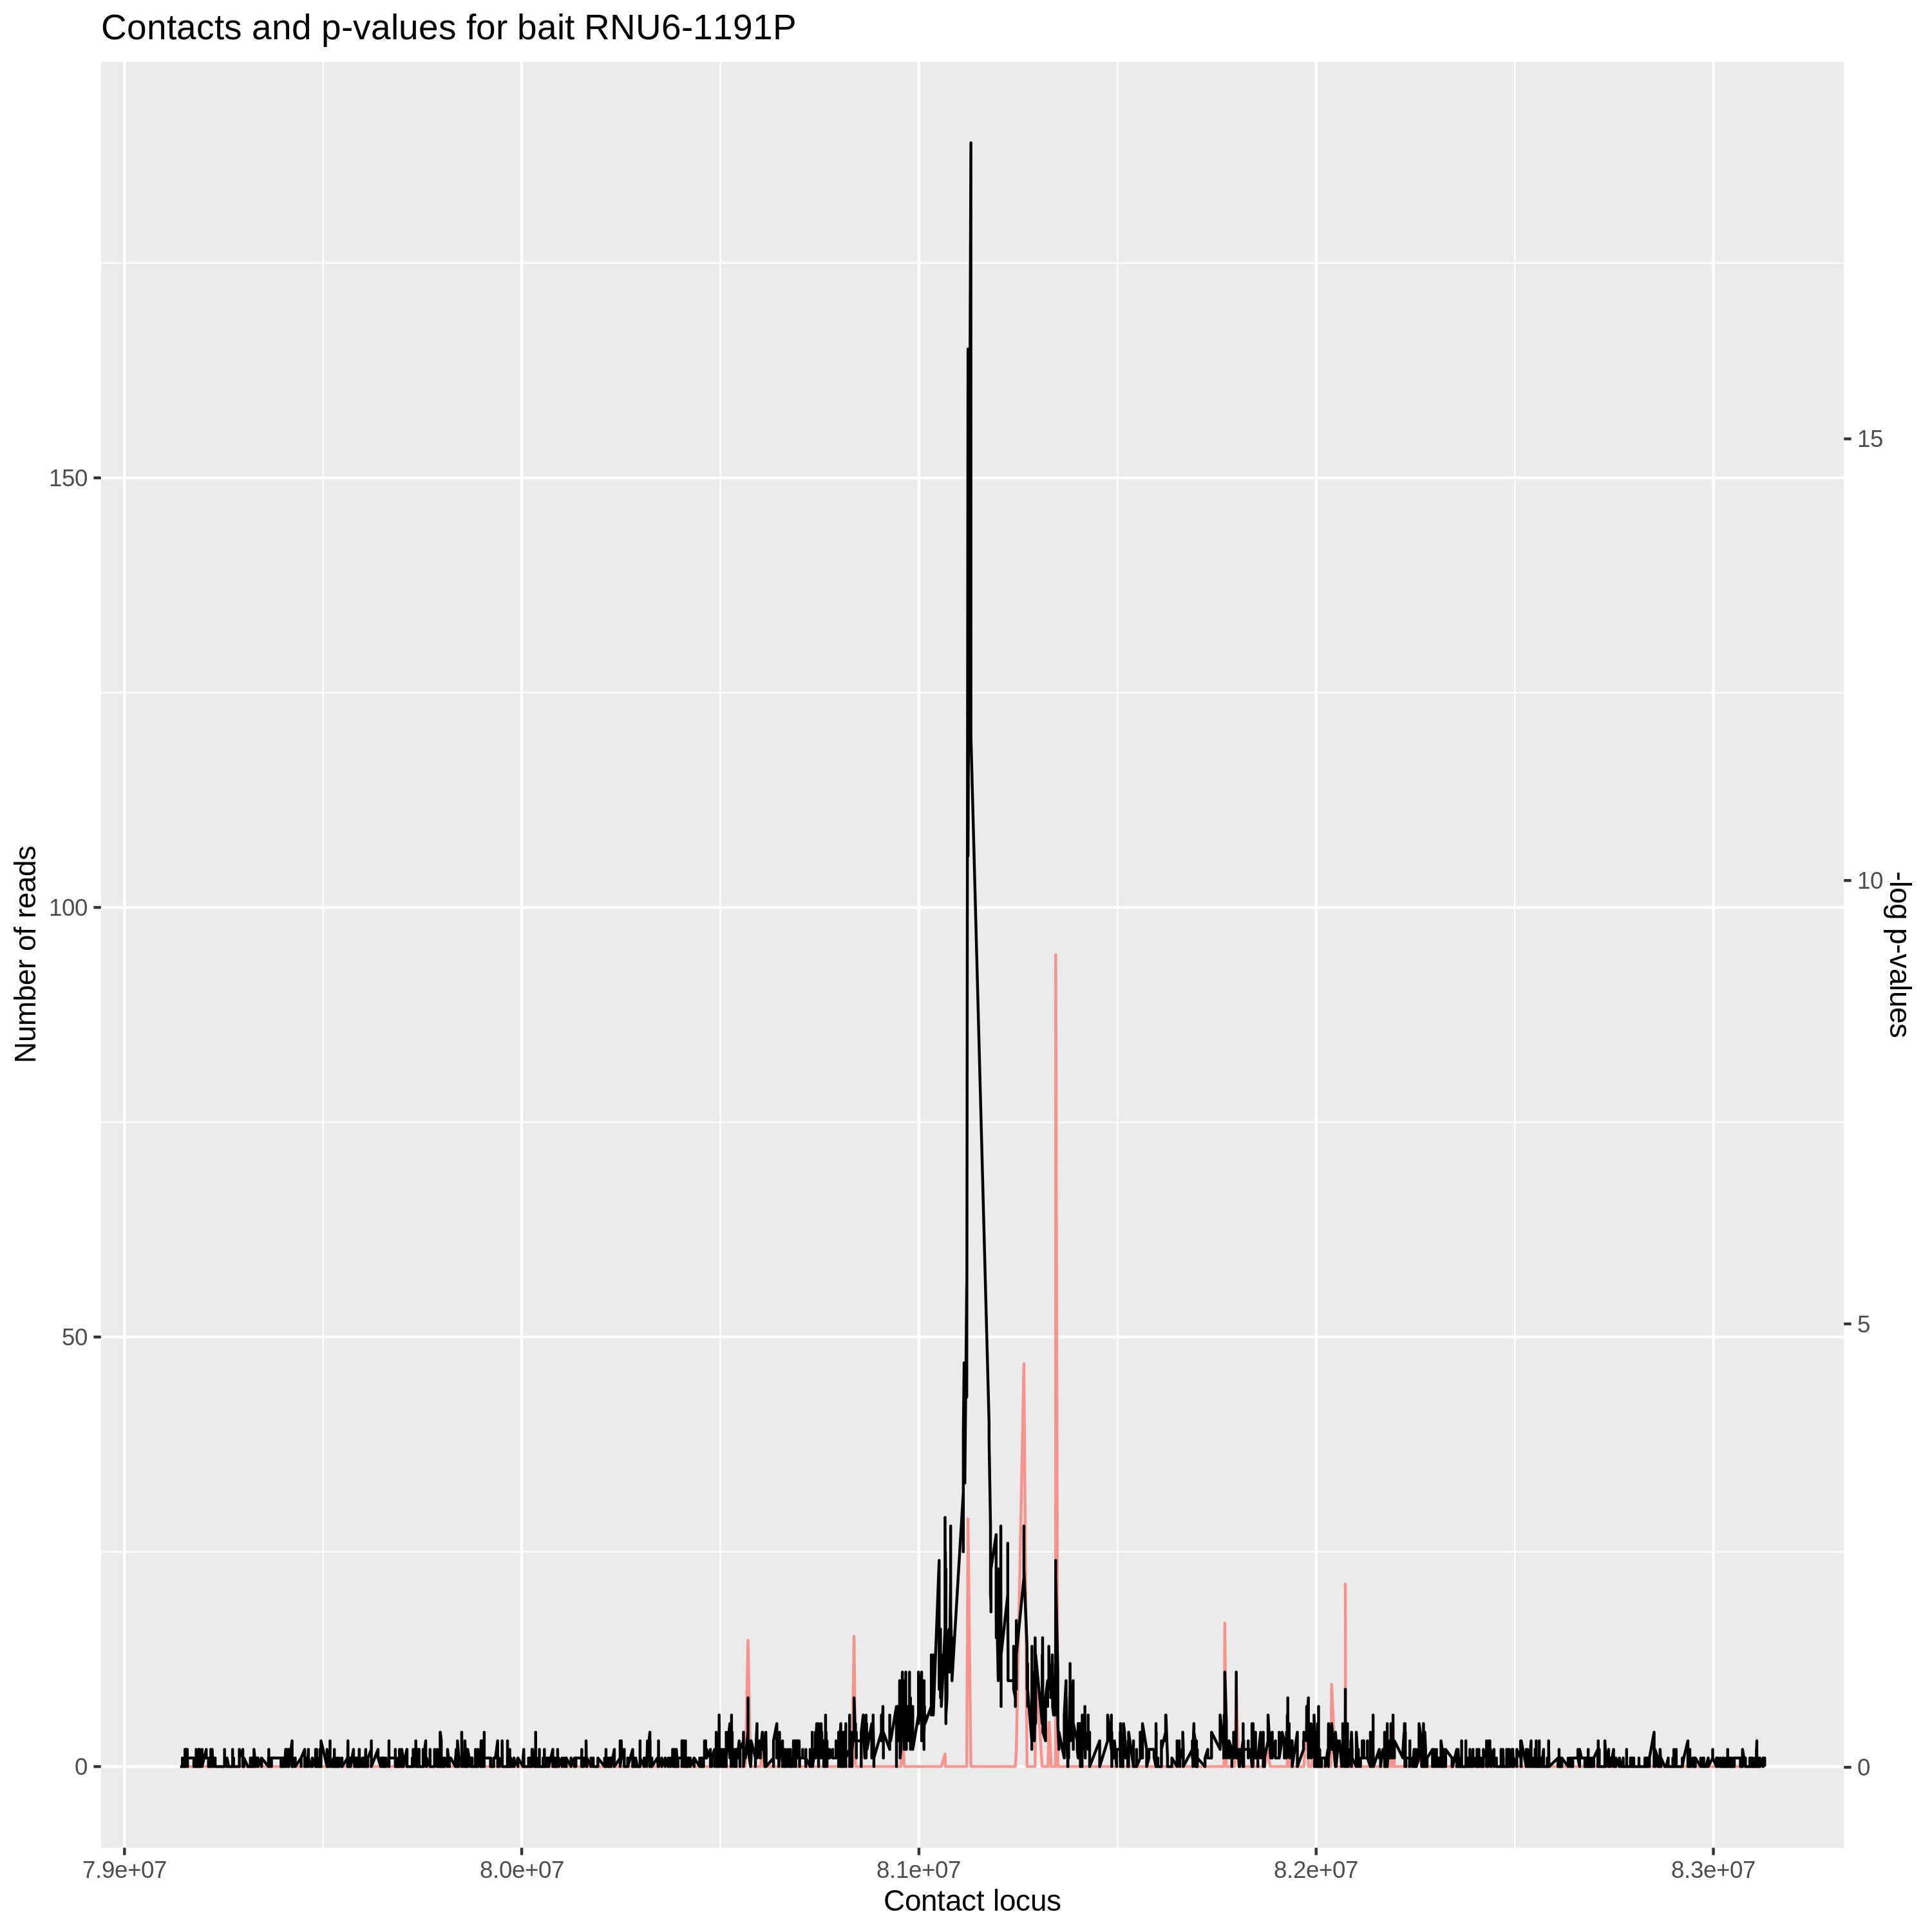 Contacts and p-values for bait RNU6-1191P
150
100
50
0
Number of reads
15
10
5
0
-log p-values
7.9e+07
8.0e+07
8.1e+07
8.2e+07
8.3e+07
Contact locus